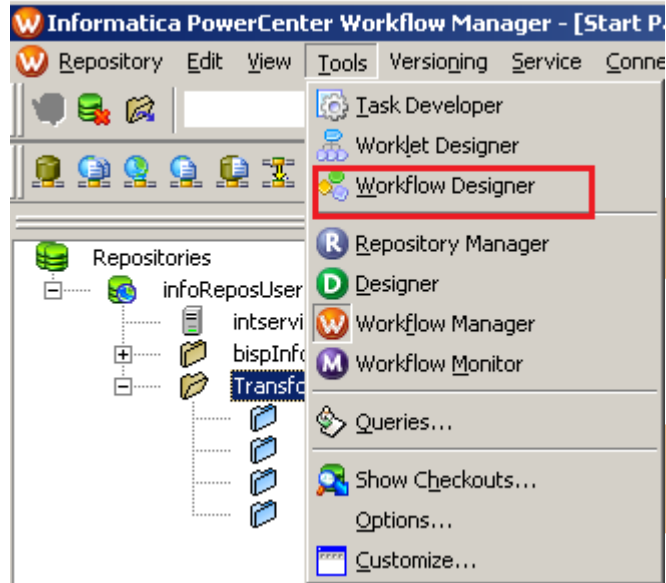 Informatica PowerCenter Workflow Manager - [Start P
Repository Edit View Tools Versioning Service Conne
Task Developer
Worklet Designer
Workflow Designer
Repository Manager
Designer
Workflow Manager
Workflow Monitor
Queries...
Show Checkouts...
Options...
Customize...
Repositories
infoReposUser
intservi
bispInfo
Transfo